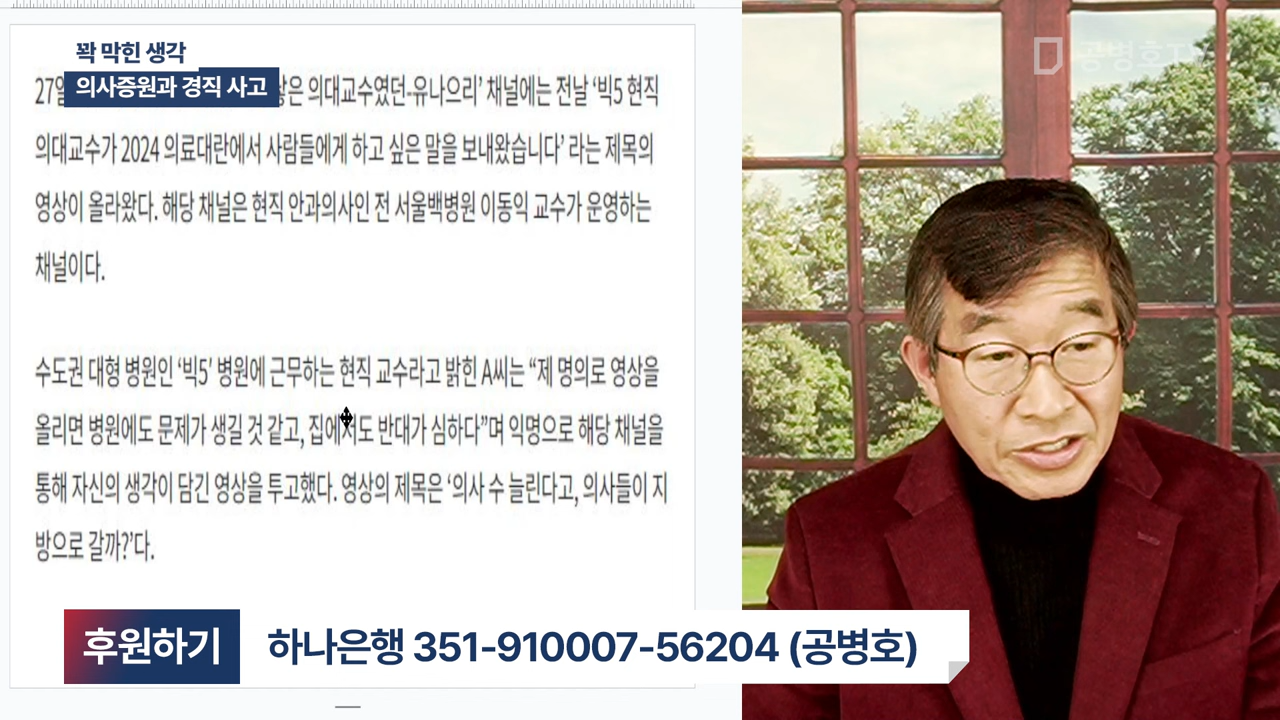 꽉 막힌 생각
의사증원과 경직 사고
공병호TV
27일 닿은 의대교수였던-유나으리’ 채널에는 전날 ‘빅5 현직
의대교수가 2024 의료대란에서 사람들에게 하고 싶은 말을 보내왔습니다’ 라는 제목의
영상이 올라왔다. 해당 채널은 현직 안과의사인 전 서울백병원 이동익 교수가 운영하는
채널이다.
수도권 대형 병원인 ‘빅5’ 병원에 근무하는 현직 교수라고 밝힌 A씨는 “제 명의로 영상을
올리면 병원에도 문제가 생길 것 같고, 집에서도 반대가 심하다”며 익명으로 해당 채널을
통해 자신의 생각이 담긴 영상을 투고했다. 영상의 제목은 ‘의사 수 늘린다고, 의사들이 지
방으로 갈까?’다.
후원하기
하나은행 351-910007-56204 (공병호)